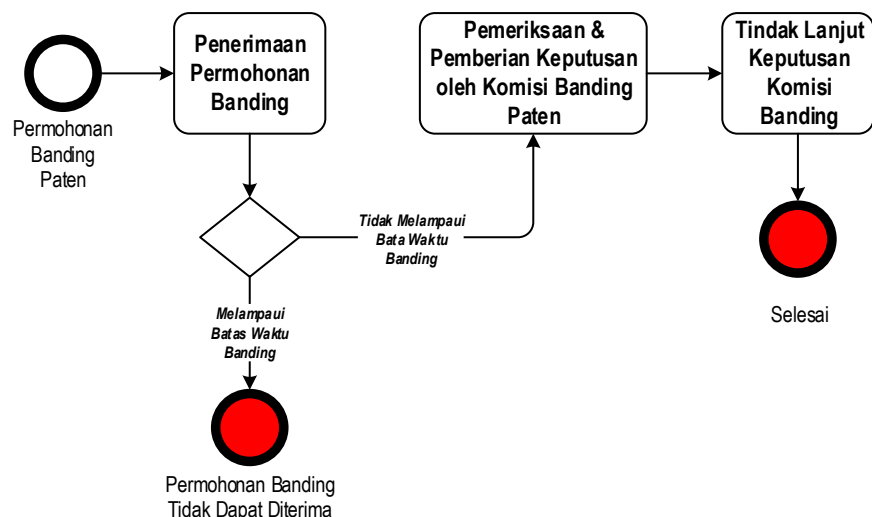 Permohonan
Banding
Paten
Penerimaan
Permohonan
Banding
Pemeriksaan &
Pemberian Keputusan
oleh Komisi Banding
Paten
Tindak Lanjut
Keputusan
Komisi
Banding
Tidak Melampaui
Bata Waktu
Banding
Melampaui
Batas Waktu
Banding
Selesai
Permohonan Banding
Tidak Dapat Diterima